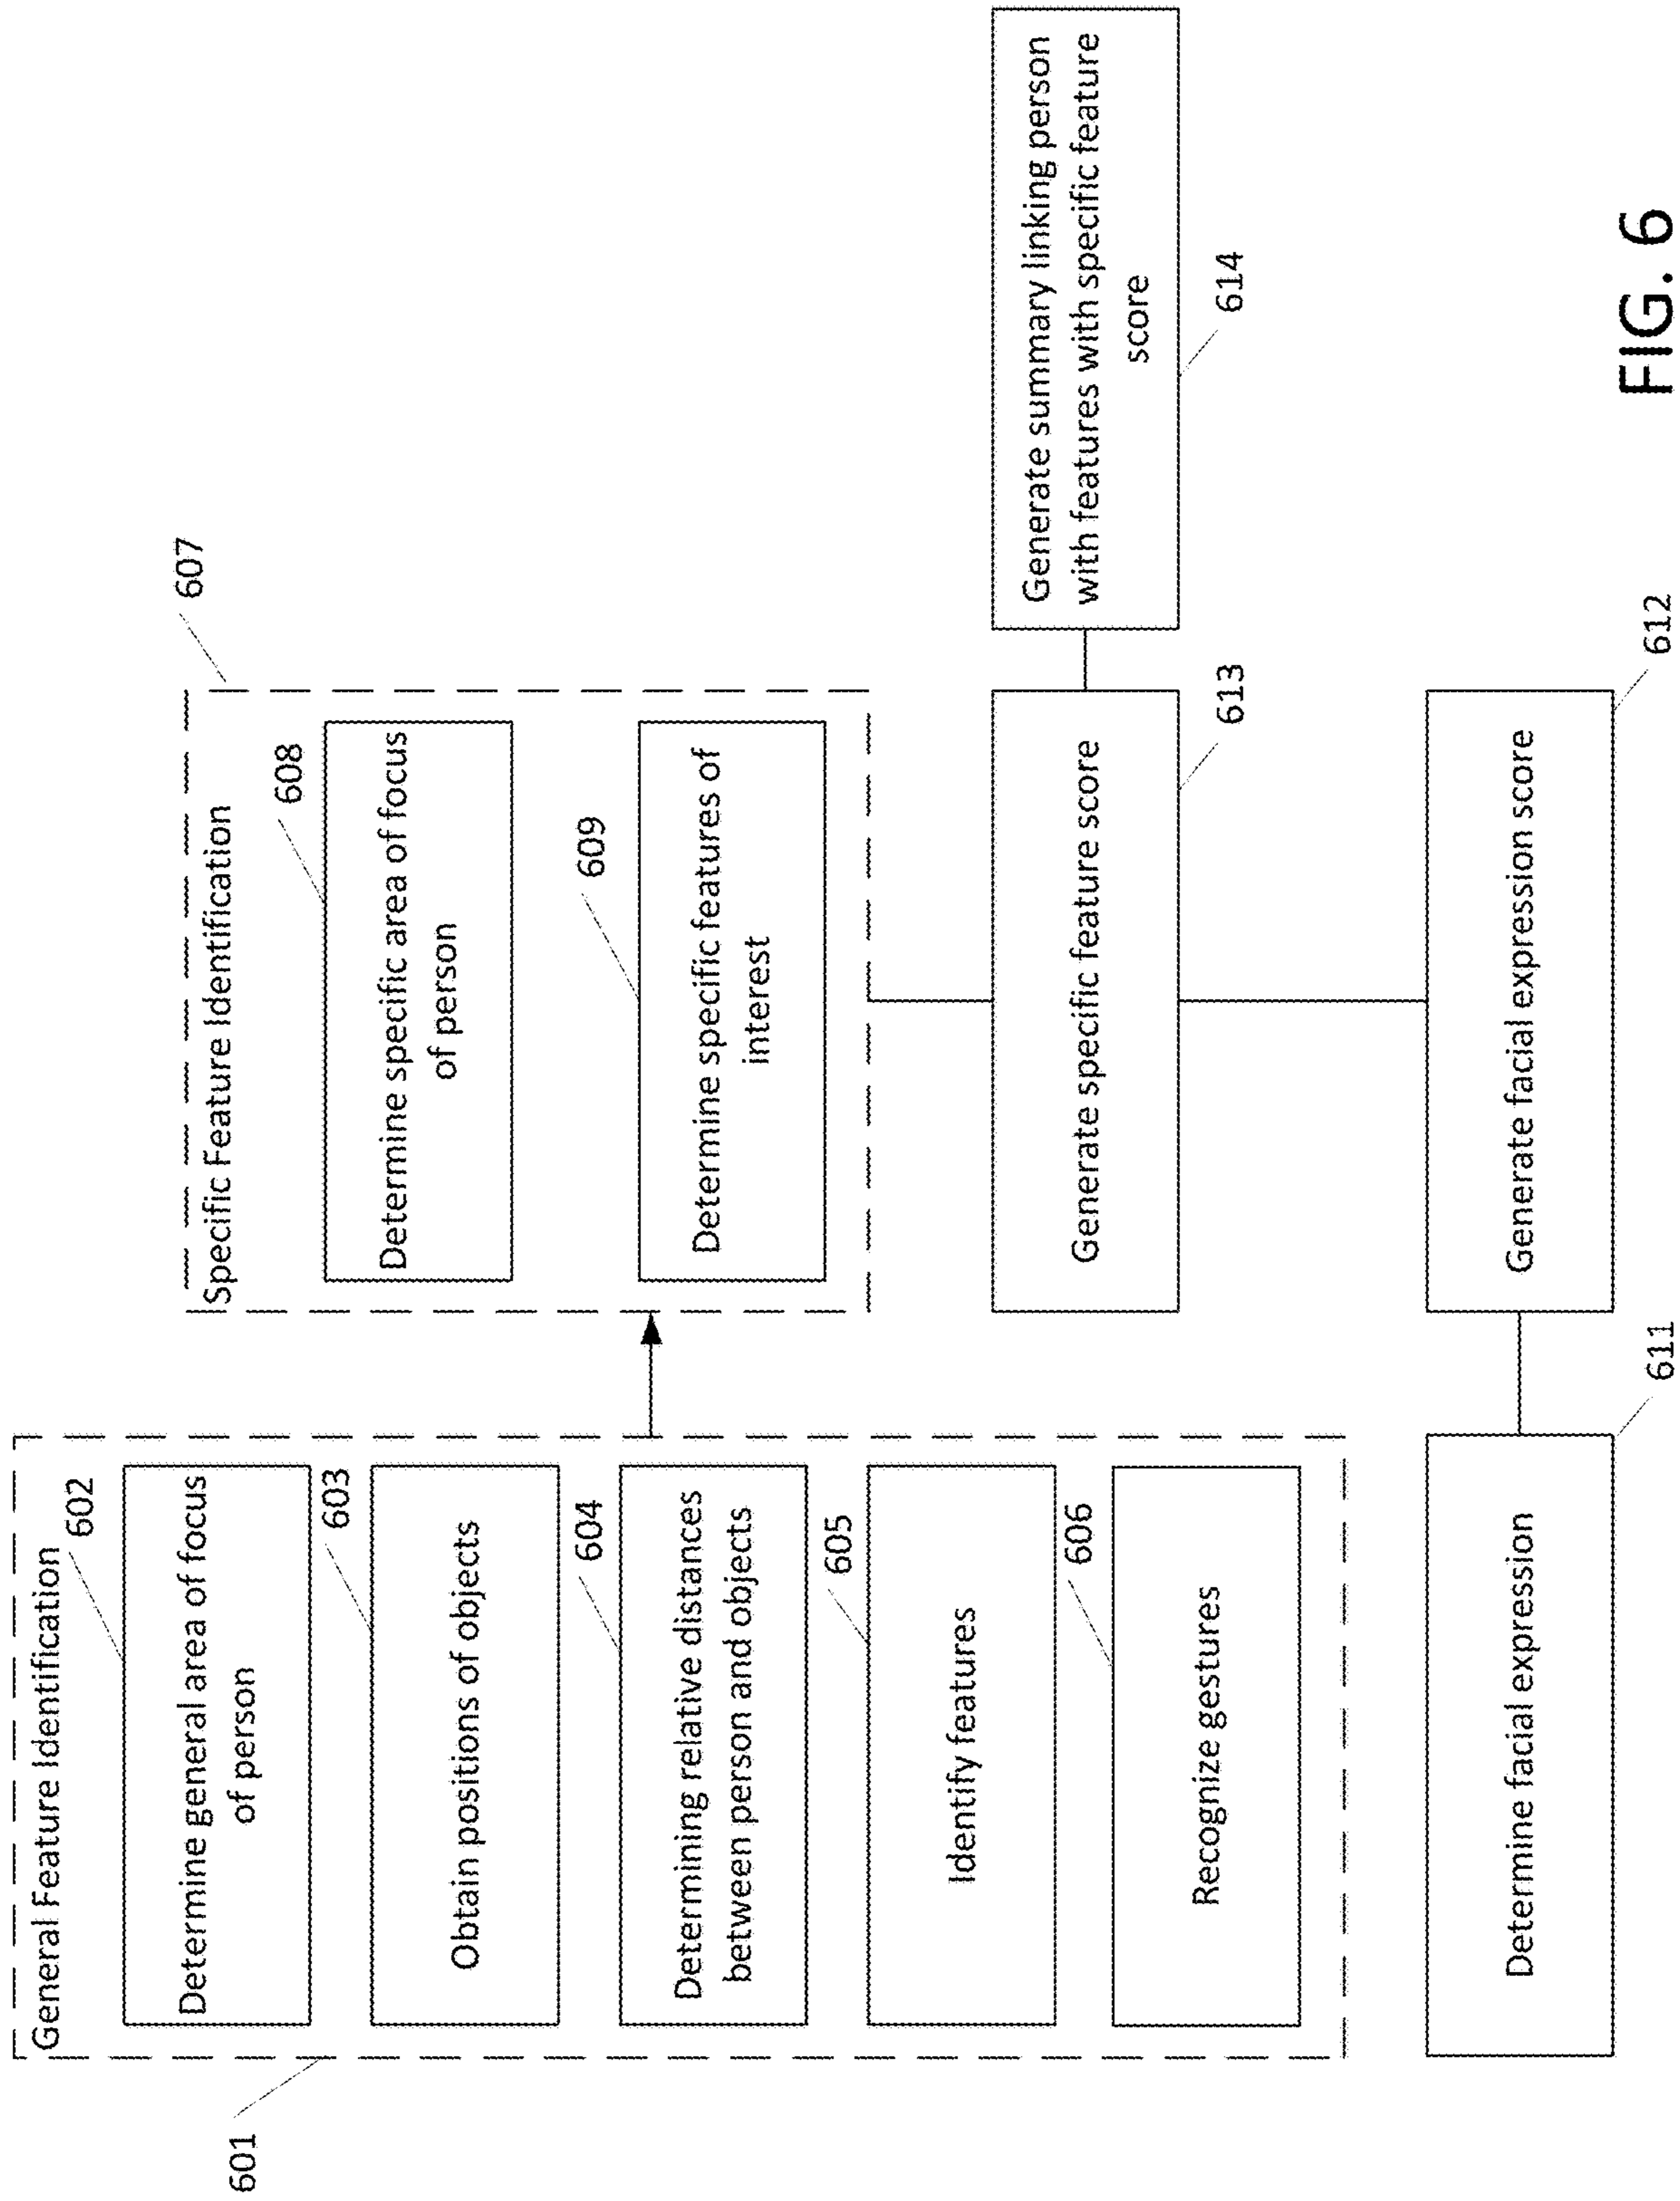 General Feature Identification
602
Determine general area of focus
of person
603
Obtain positions of objects
604
Determining relative distances
between person and objects
605
Identify features
606
Recognize gestures
601
607
Specific Feature Identification
608
Determine specific area of focus
of person
609
Determine specific features of
interest
Generate specific feature score
613
Generate summary linking person
with features with specific feature
score
614
Determine facial expression
611
Generate facial expression score
612
FIG. 6